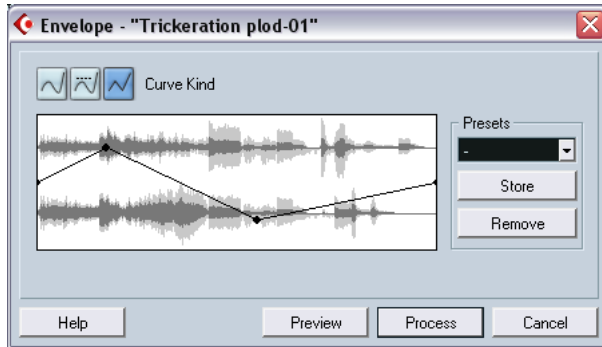 Envelope - "Trickeration plod-01"
Curve Kind
Presets
-
Store
Remove
Help
Preview
Process
Cancel